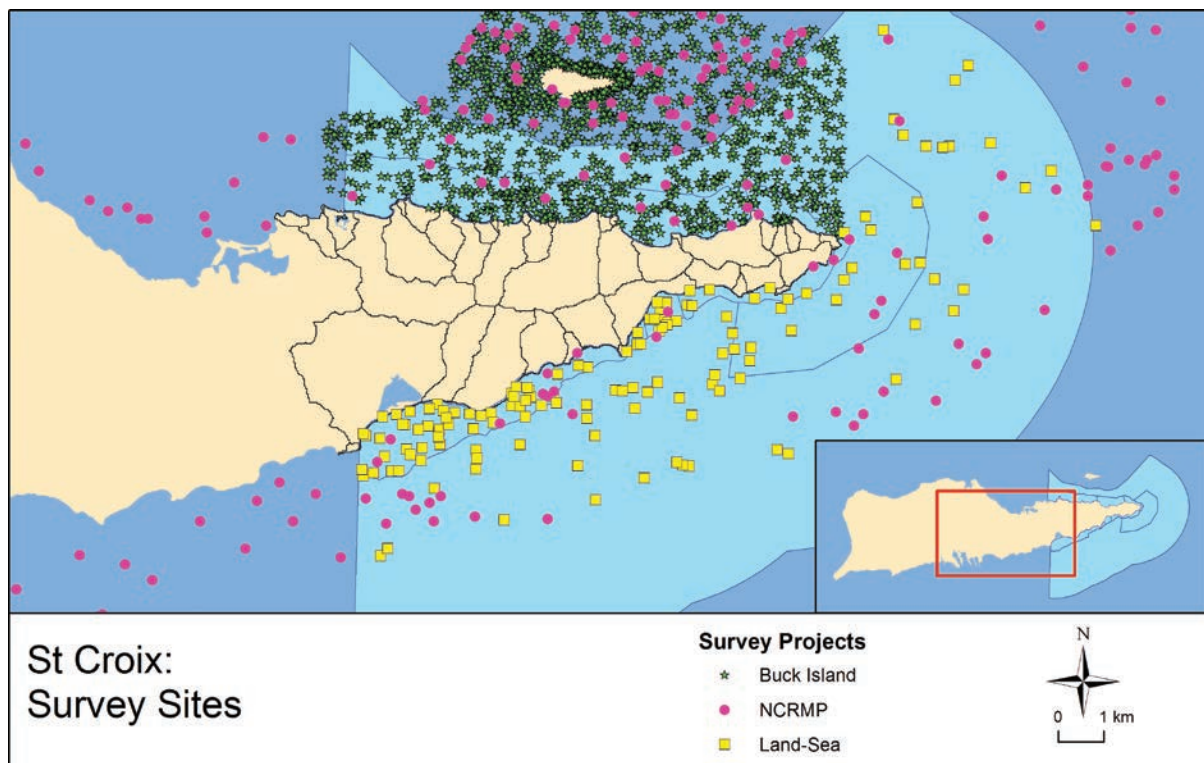 St Croix:
Survey Sites
Survey Projects
Buck Island
NCRMP
Land-Sea
N
0 1 km